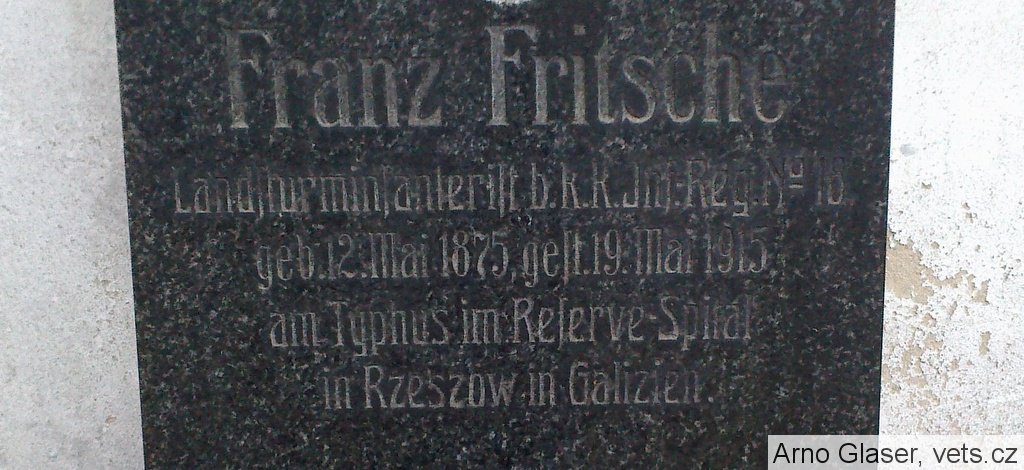 Franz Fritsche
Landſturminfanteriſt b. k. k. Inf. Reg. No 18.
geb. 12. Mai 1875, geſt. 19. Mai 1915,
am Typhus im Reſerve-Spital
in Rzeszòw in Galizien.
Arno Glaser, vets.cz